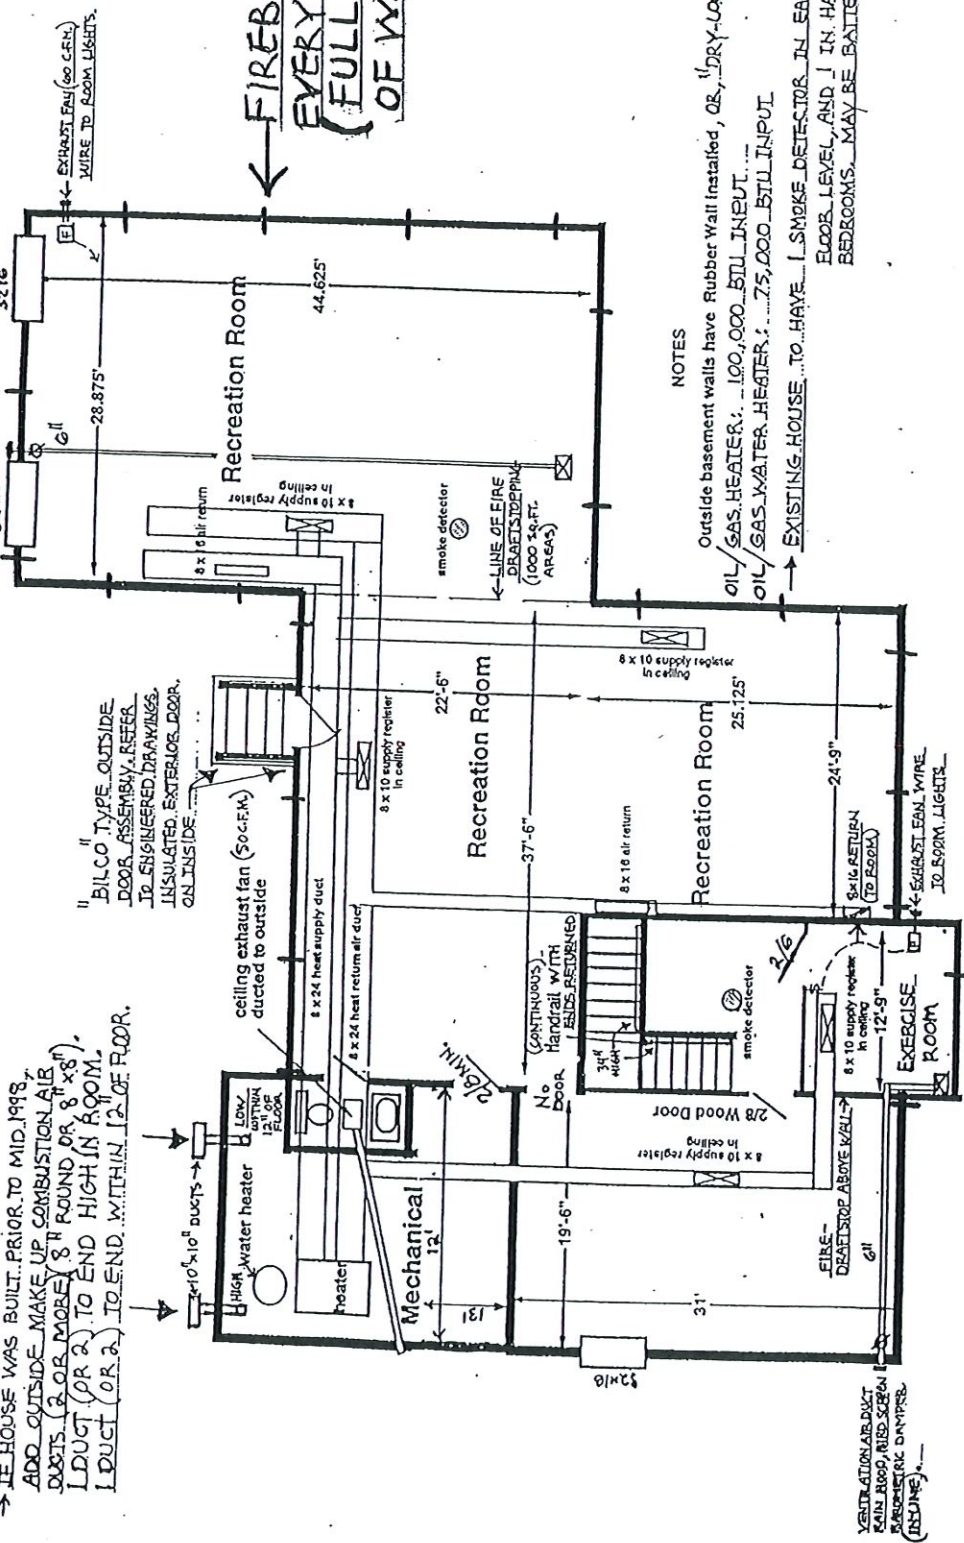 → IF HOUSE WAS BUILT PRIOR TO MID 1998,
ADD OUTSIDE MAKE UP COMBUSTION AIR
DUCTS (2 OR MORE) (8" ROUND, OR 8"x8")
1 DUCT (OR 2) TO END HIGH IN ROOM.
1 DUCT (OR 2) TO END WITHIN 12" OF FLOOR.
"BILCO" TYPE OUTSIDE
DOOR ASSEMBLY. REFER
TO ENGINEERED DRAWINGS.
INSULATED EXTERIOR DOOR
ON INSIDE
EXHAUST FAN (600 C.F.M.)
WIRE TO ROOM LIGHTS.
← FIREB
EVERY
(FULL
OF W
10"x10" DUCTS
HIGH
LOW
WITHIN
12" OF
FLOOR
ceiling exhaust fan (50 C.F.M.)
ducted to outside
Water heater
heater
Mechanical
12'
13'
8 x 24 heat supply duct
8 x 24 heat return air duct
2/8 MIN.
NO
DOOR
8 x 10 supply register
in ceiling
22'-6"
Recreation Room
37'-6"
8 x 16 air return
28.875'
6"
8 x 10 supply register
in ceiling
Recreation Room
44.625'
smoke detector
LINE OF FIRE
DRAFTSTOPPING
(1000 SQ. FT.
AREAS)
8 x 10 supply register
in ceiling
Recreation Room
25.125'
24'-9"
8 x 16 air return
(CONTINUOUS)
Handrail with
ENDS RETURNED
34"
HIGH
19'-6"
2/8 Wood Door
8 x 10 supply register
in ceiling
31'
32x18
smoke detector
2/6
S
8 x 10 supply register
in ceiling
12'-9"
EXERCISE
ROOM
8x16 RETURN
(TO ROOM)
F
F
EXHAUST FAN WIRE
TO ROOM LIGHTS
FIRE-
DRAFTSTOP ABOVE WALL
6"
VENTILATION AIR DUCT
RAIN HOOD, BIRD SCREEN
BAROMETRIC DAMPER
(IN-LINE)
NOTES
Outside basement walls have Rubber Wall installed, OR, "DRY-LO
OIL/GAS HEATER: 100,000 BTU INPUT
OIL/GAS WATER HEATER: 75,000 BTU INPUT
→ EXISTING HOUSE TO HAVE 1 SMOKE DETECTOR IN EA
FLOOR LEVEL, AND 1 IN HA
BEDROOMS. MAY BE BATTE